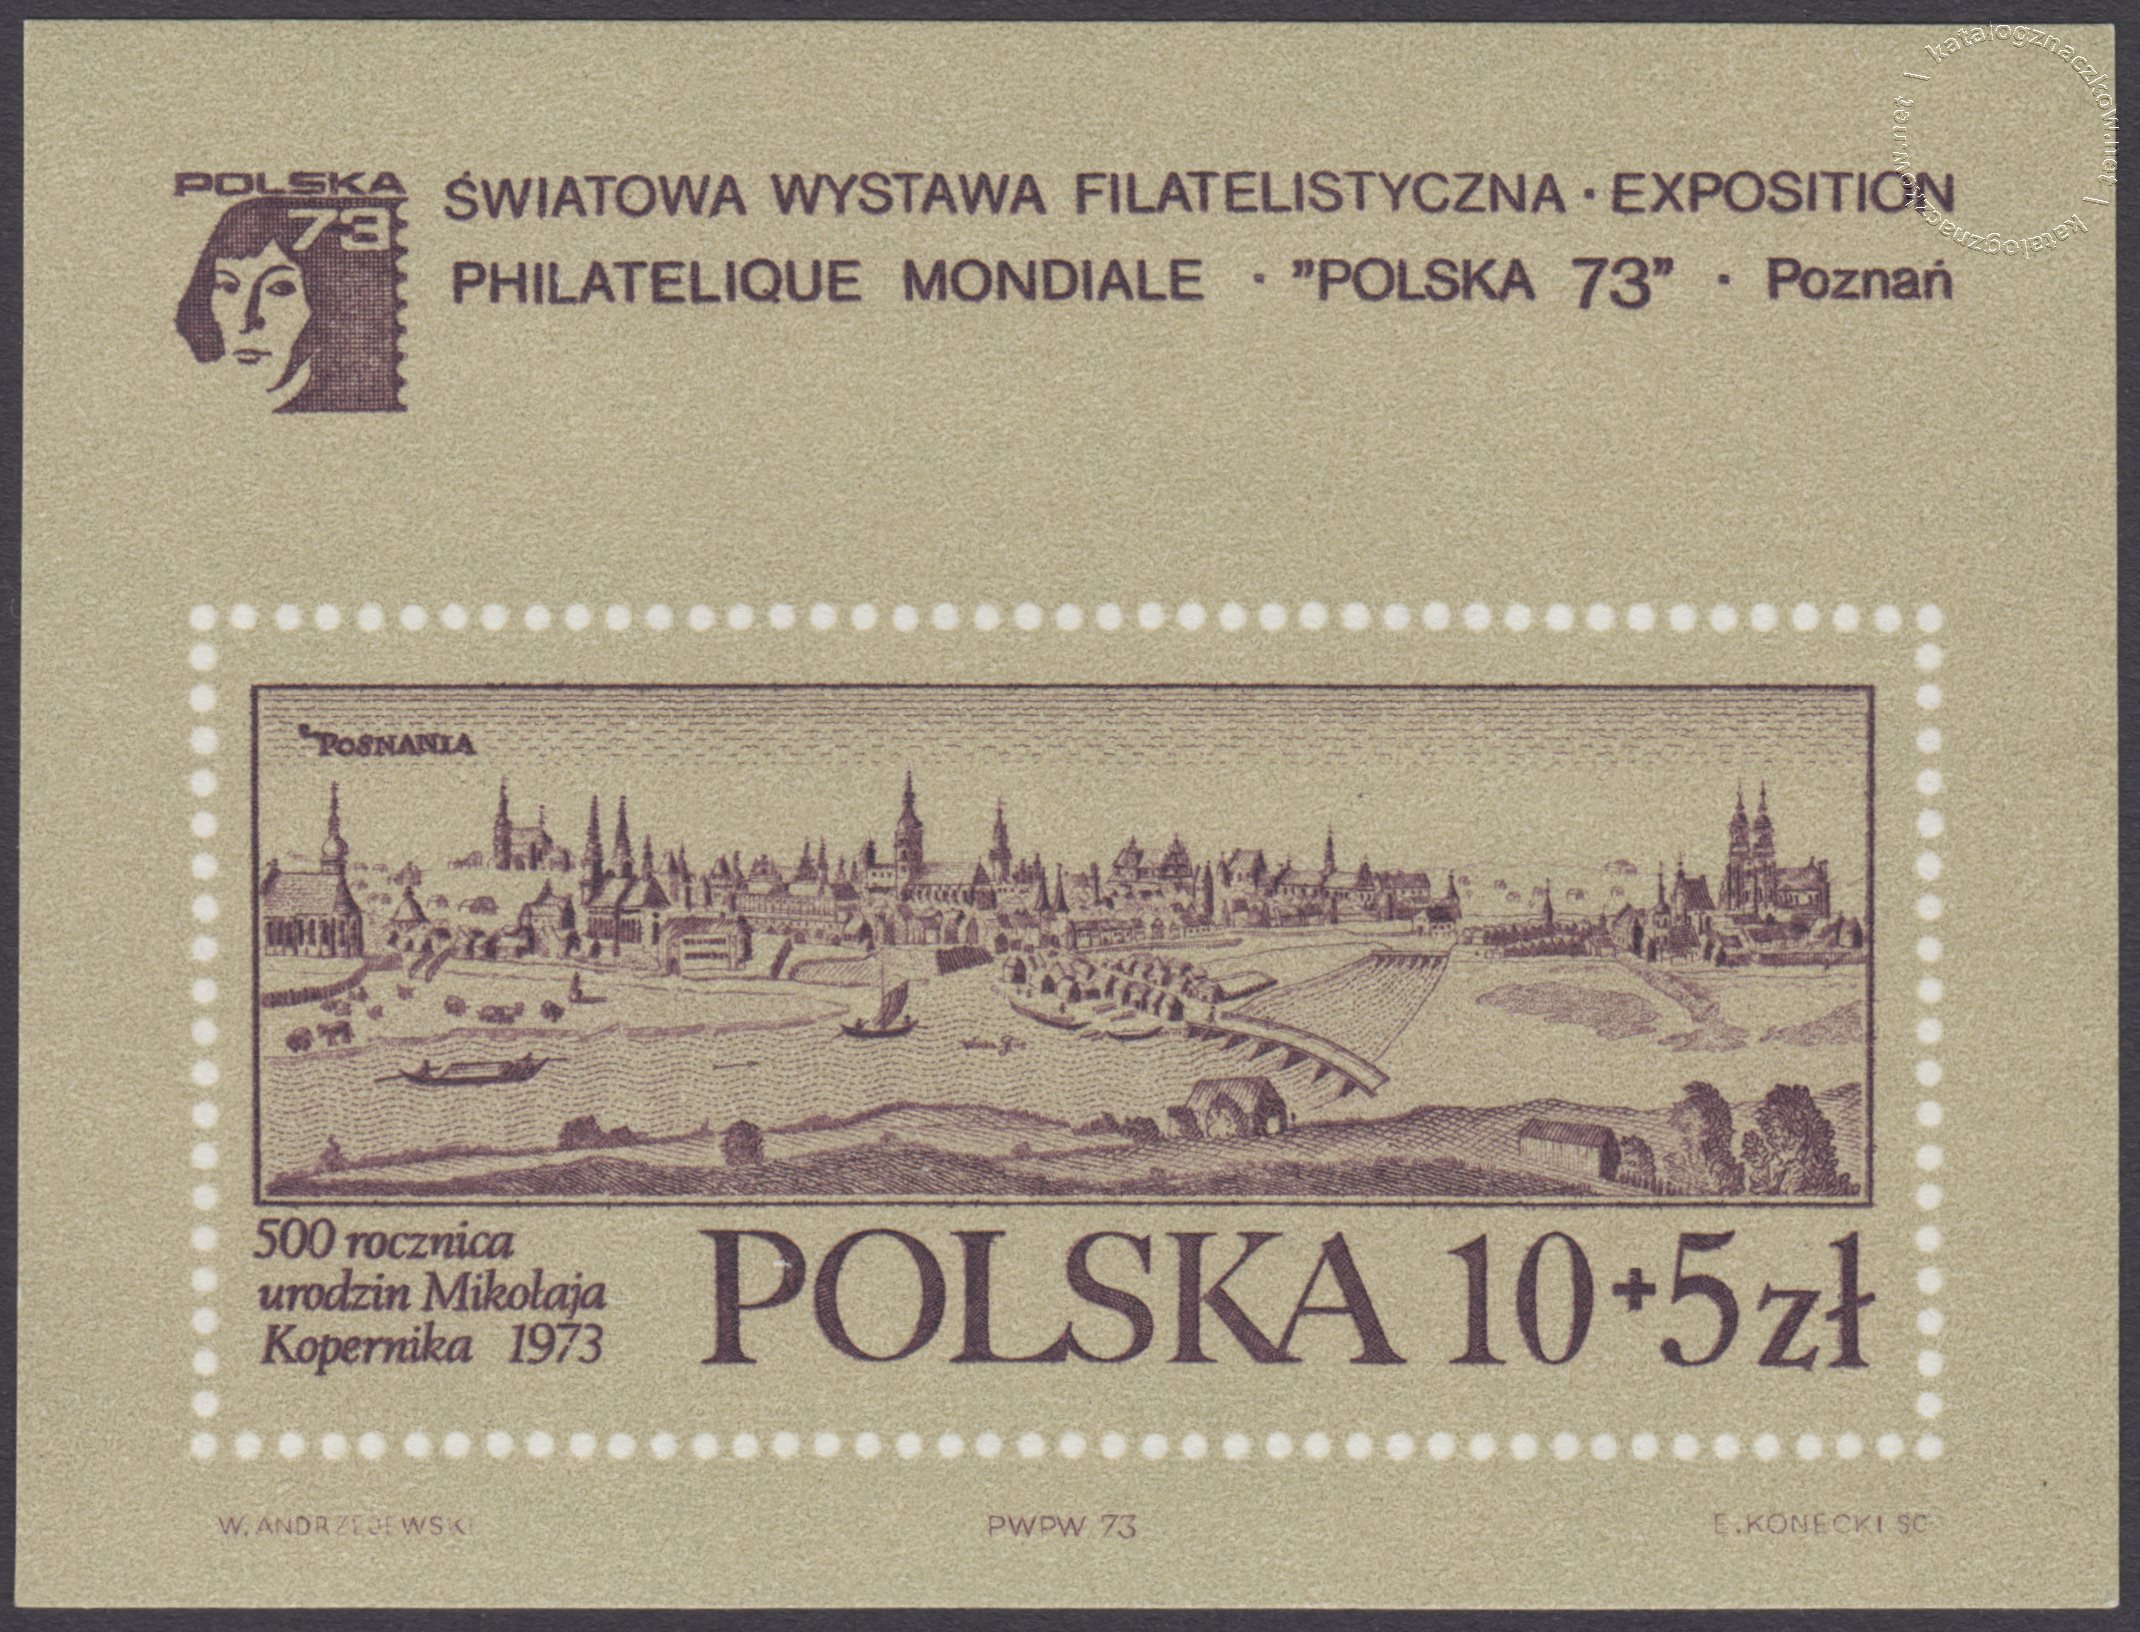 katalogznaczkow.net | katalogznaczkow.net |
POLSKA
73
ŚWIATOWA WYSTAWA FILATELISTYCZNA · EXPOSITION
PHILATELIQUE MONDIALE · ”POLSKA 73” · Poznań
POSNANIA
500 rocznica
urodzin Mikołaja
Kopernika 1973
POLSKA 10+5 zł
W. ANDRZEJEWSKI
PWPW 73
E. KONECKI SC